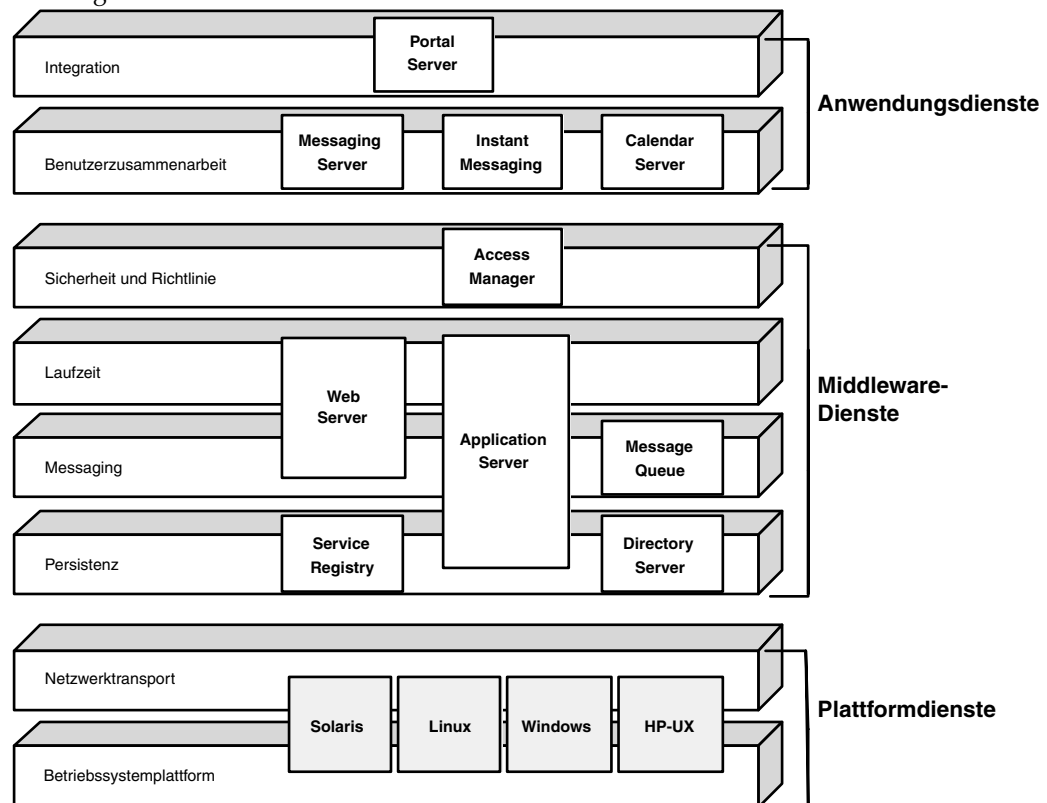 Portal
Server
Integration
Anwendungsdienste
Messaging
Server
Instant
Messaging
Calendar
Server
Benutzerzusammenarbeit
Access
Manager
Sicherheit und Richtlinie
Laufzeit
Web
Server
Middleware-
Dienste
Application
Server
Message
Queue
Messaging
Service
Registry
Directory
Server
Persistenz
Netzwerktransport
Solaris
Linux
Windows
HP-UX
Plattformdienste
Betriebssystemplattform